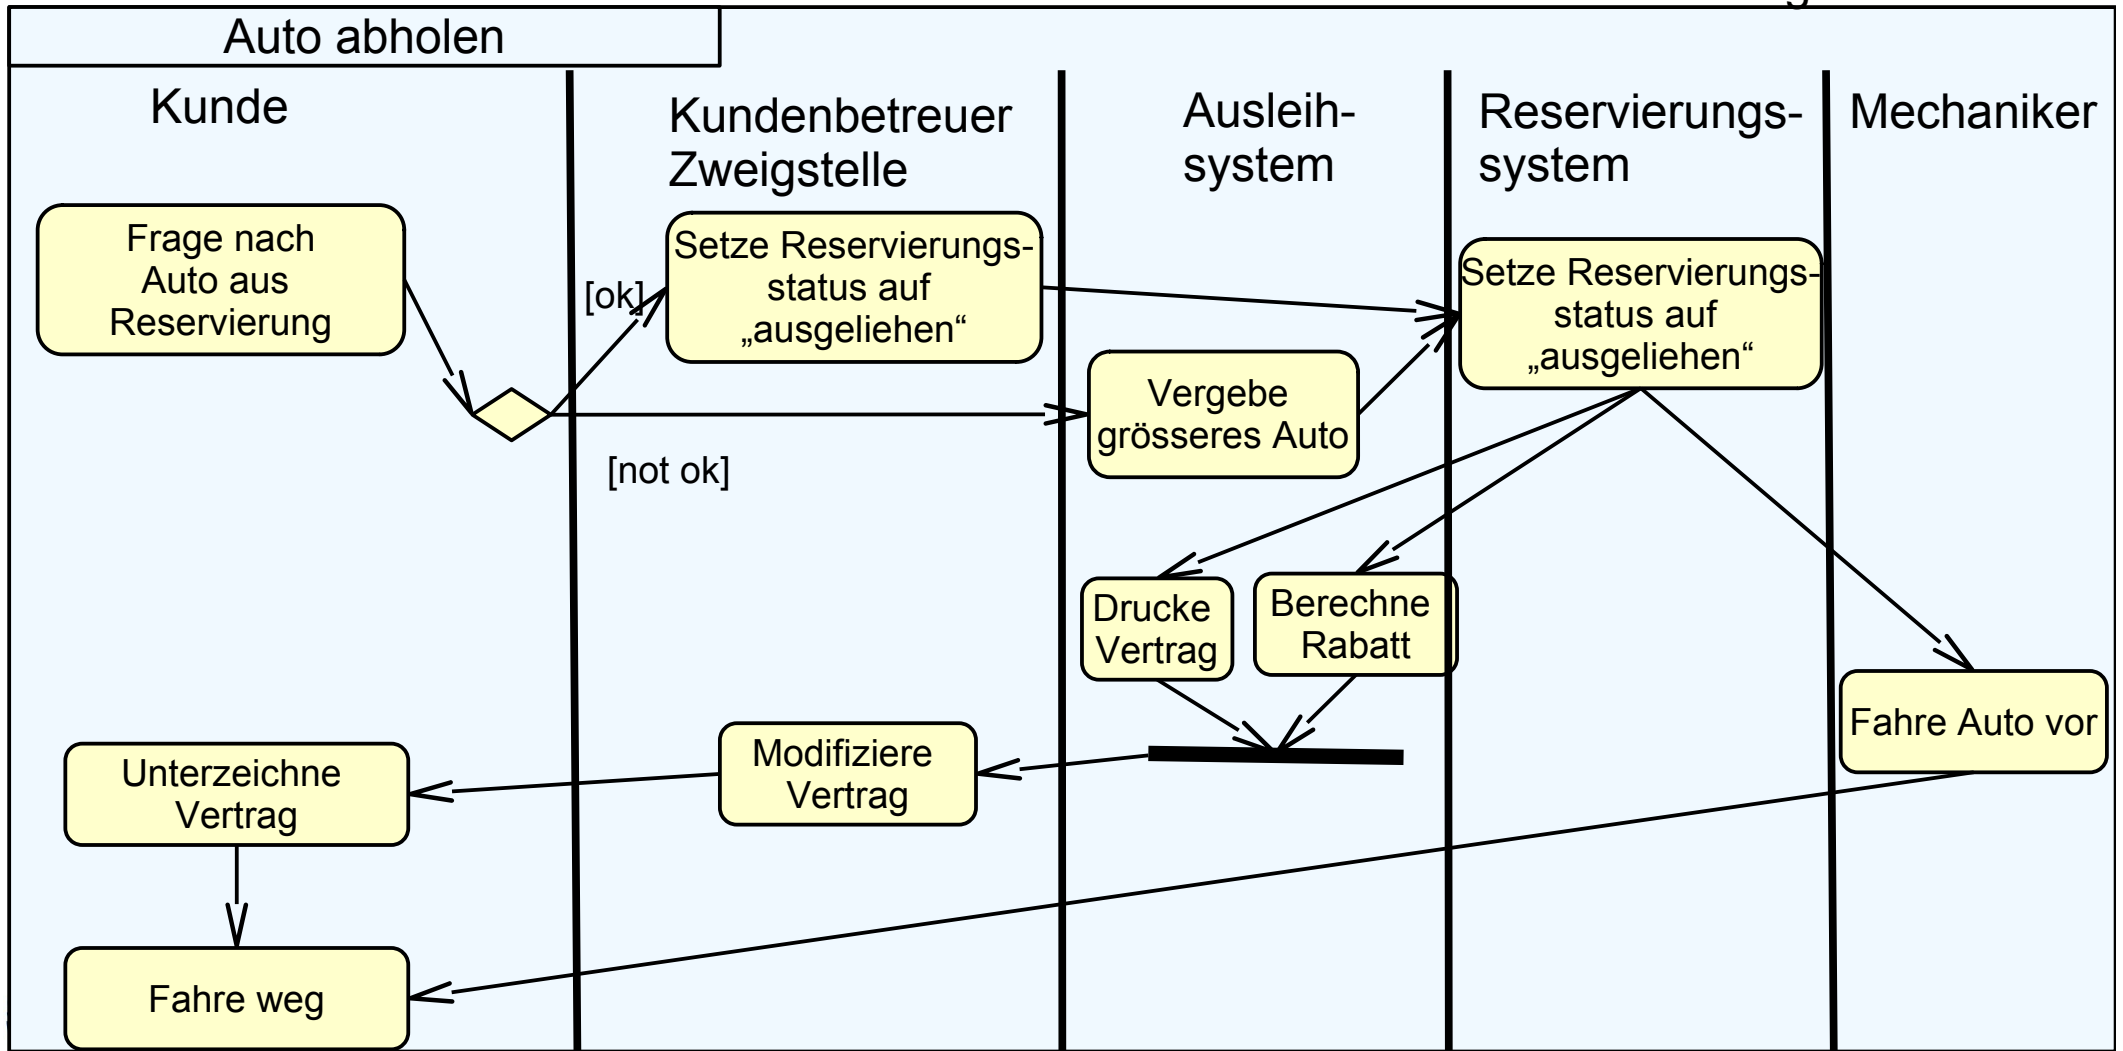 Auto abholen
Kunde
Kundenbetreuer
Zweigstelle
Ausleih-
system
Reservierungs-
system
Mechaniker
Frage nach
Auto aus
Reservierung
[ok]
Setze Reservierungs-
status auf
„ausgeliehen“
Setze Reservierungs-
status auf
„ausgeliehen“
Vergebe
grösseres Auto
[not ok]
Drucke
Vertrag
Berechne
Rabatt
Fahre Auto vor
Modifiziere
Vertrag
Unterzeichne
Vertrag
Fahre weg